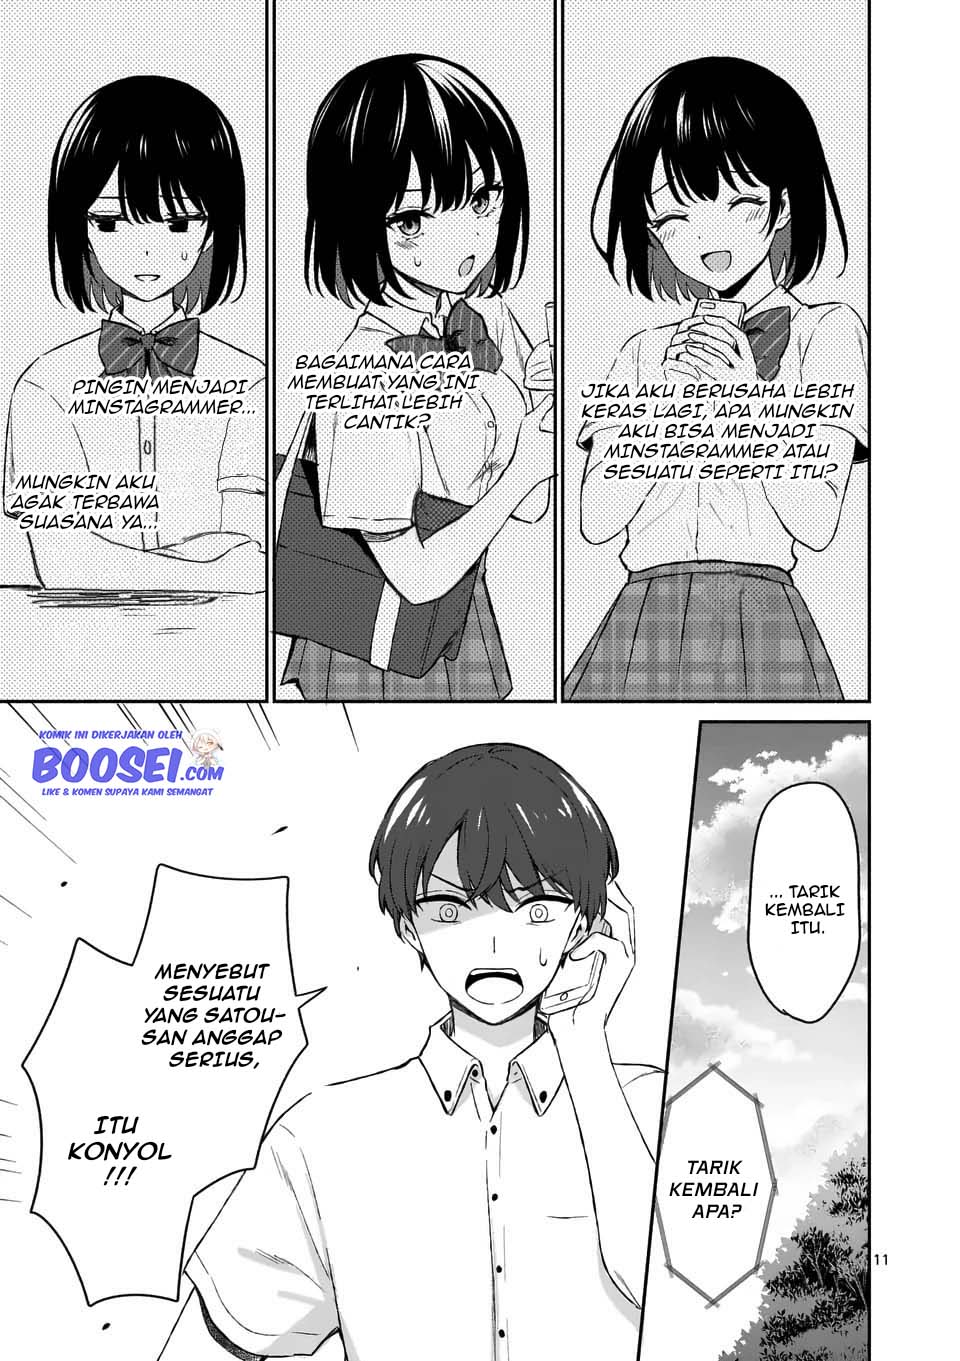 JIKA AKU BERUSAHA LEBIH
KERAS LAGI, APA MUNGKIN
AKU BISA MENJADI
MINSTAGRAMMER ATAU
SESUATU SEPERTI ITU?
BAGAIMANA CARA
MEMBUAT YANG INI
TERLIHAT LEBIH
CANTIK?
PINGIN MENJADI
MINSTAGRAMMER...
MUNGKIN AKU
AGAK TERBAWA
SUASANA YA...
... TARIK
KEMBALI
ITU.
TARIK
KEMBALI
APA?
KOMIK INI DIKERJAKAN OLEH
BOOSEI.COM
LIKE & KOMEN SUPAYA KAMI SEMANGAT
MENYEBUT
SESUATU
YANG SATOU-
SAN ANGGAP
SERIUS,
ITU
KONYOL
!!!
11